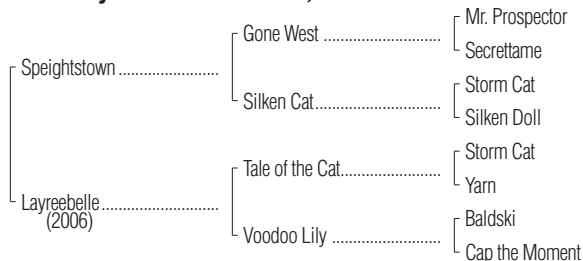 Mr. Prospector
Gone West
Secrettame
Speightstown
Storm Cat
Silken Cat
Silken Doll
Storm Cat
Tale of the Cat
Yarn
Layreebelle
(2006)
Baldski
Voodoo Lily
Cap the Moment